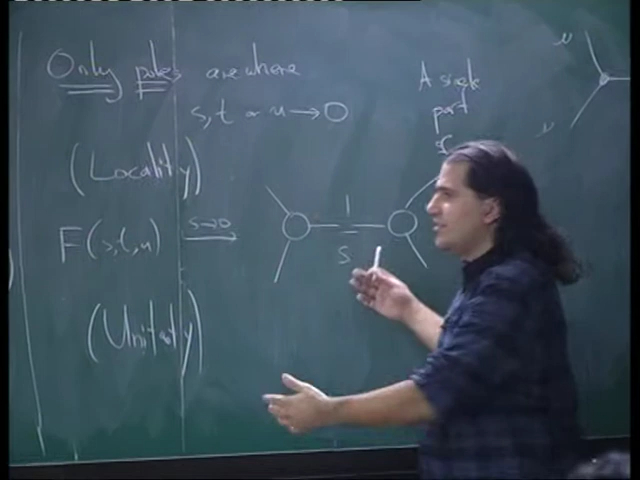 Only poles are where
s, t or u → 0
(Locality)
F(s,t,u) s→0
(Unitarity)
1
s
A single
part